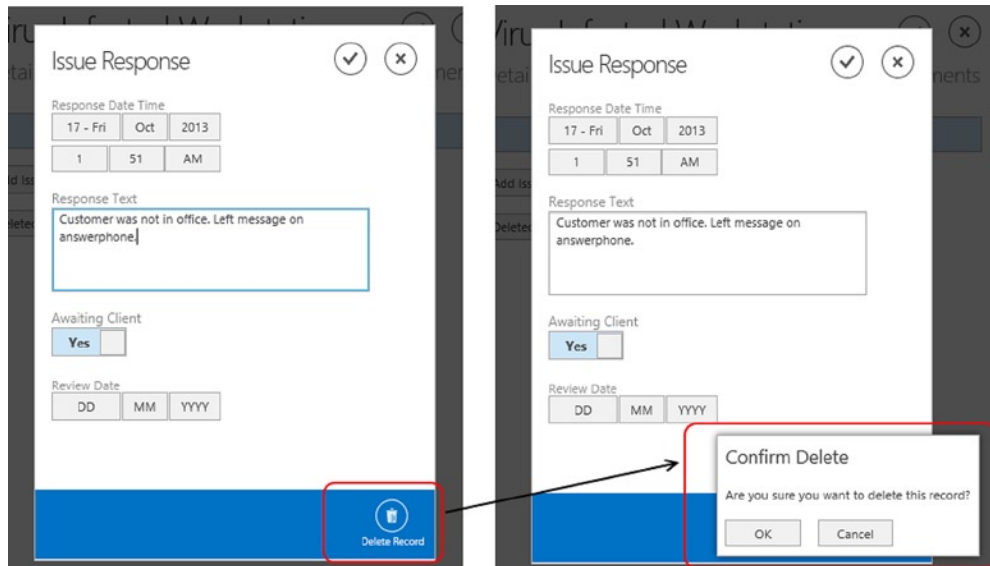 Issue Response
Response Date Time
17 - Fri Oct 2013
1 51 AM
Response Text
Customer was not in office. Left message on
answerphone.
Awaiting Client
Yes
Review Date
DD MM YYYY
Delete Record
Issue Response
Response Date Time
17 - Fri Oct 2013
1 51 AM
Response Text
Customer was not in office. Left message on
answerphone.
Awaiting Client
Yes
Review Date
DD MM YYYY
Confirm Delete
Are you sure you want to delete this record?
OK Cancel